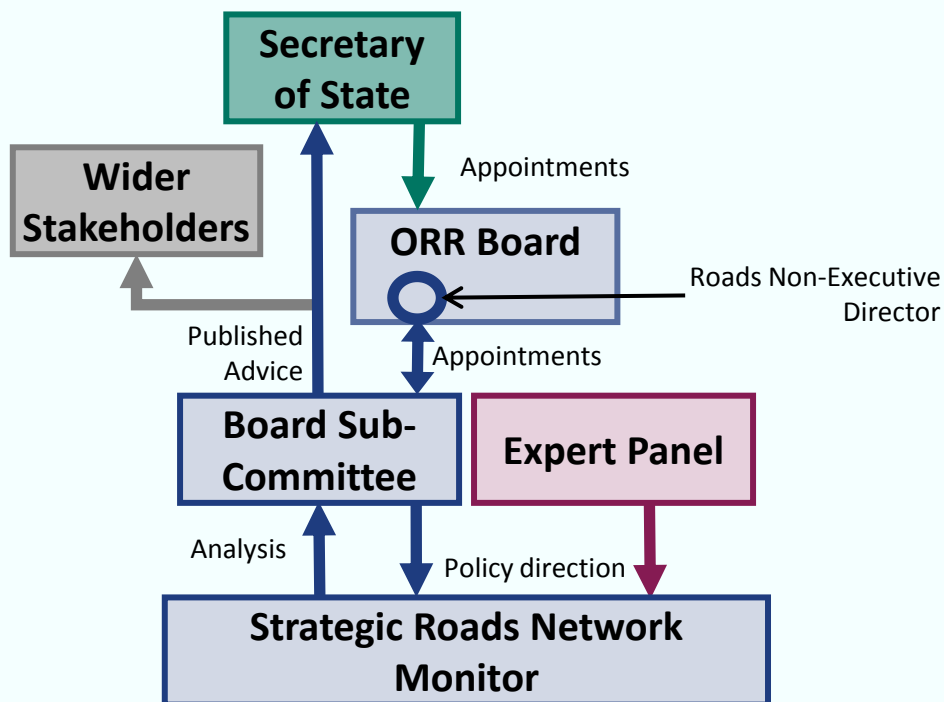 Secretary
of State
Appointments
Wider
Stakeholders
ORR Board
Roads Non-Executive
Director
Published
Advice
Appointments
Board Sub-
Committee
Expert Panel
Analysis
Policy direction
Strategic Roads Network
Monitor